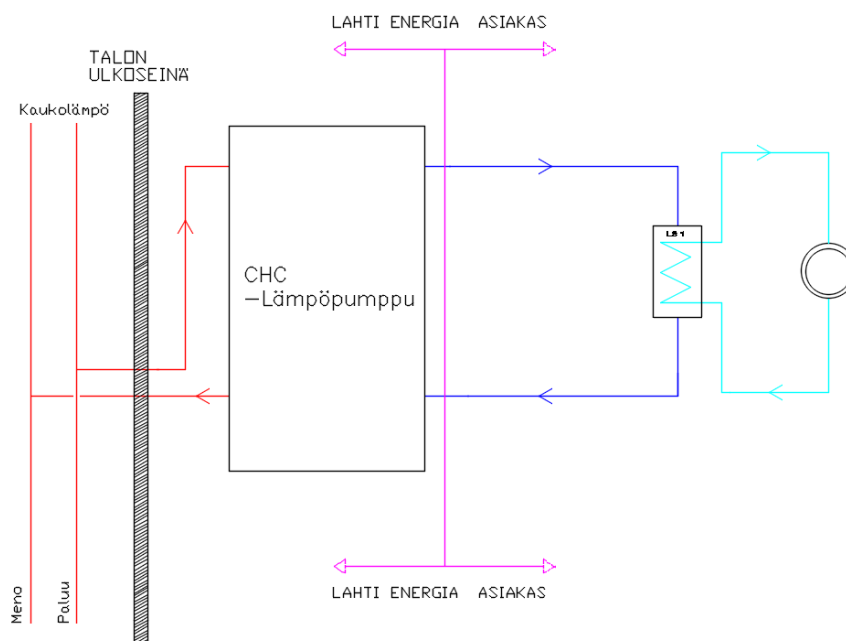 LAHTI ENERGIA ASIAKAS
TALON
ULKOSEINÄ
Kaukolämpö
LS 1
CHC
-Lämpöpumppu
Meno
Paluu
LAHTI ENERGIA ASIAKAS